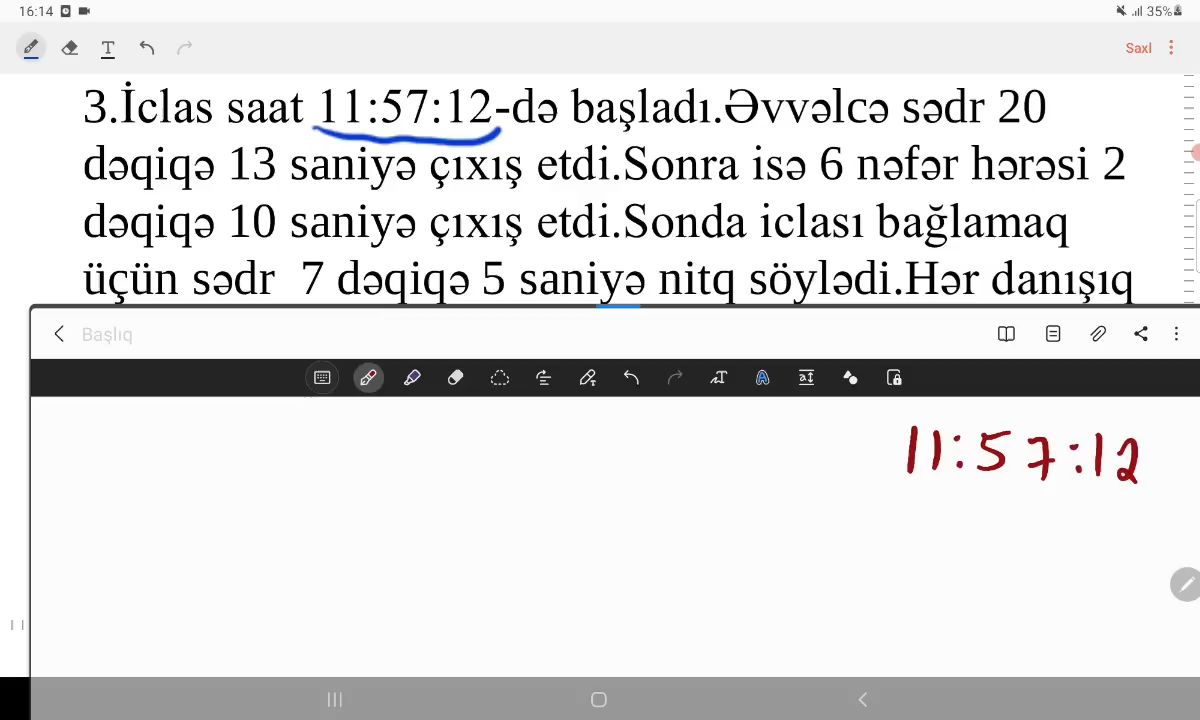 16:14
35%
Saxl
3.İclas saat 11:57:12-də başladı.Əvvəlcə sədr 20
dəqiqə 13 saniyə çıxış etdi.Sonra isə 6 nəfər hərəsi 2
dəqiqə 10 saniyə çıxış etdi.Sonda iclası bağlamaq
üçün sədr 7 dəqiqə 5 saniyə nitq söylədi.Hər danışıq
Başlıq
11:57:12